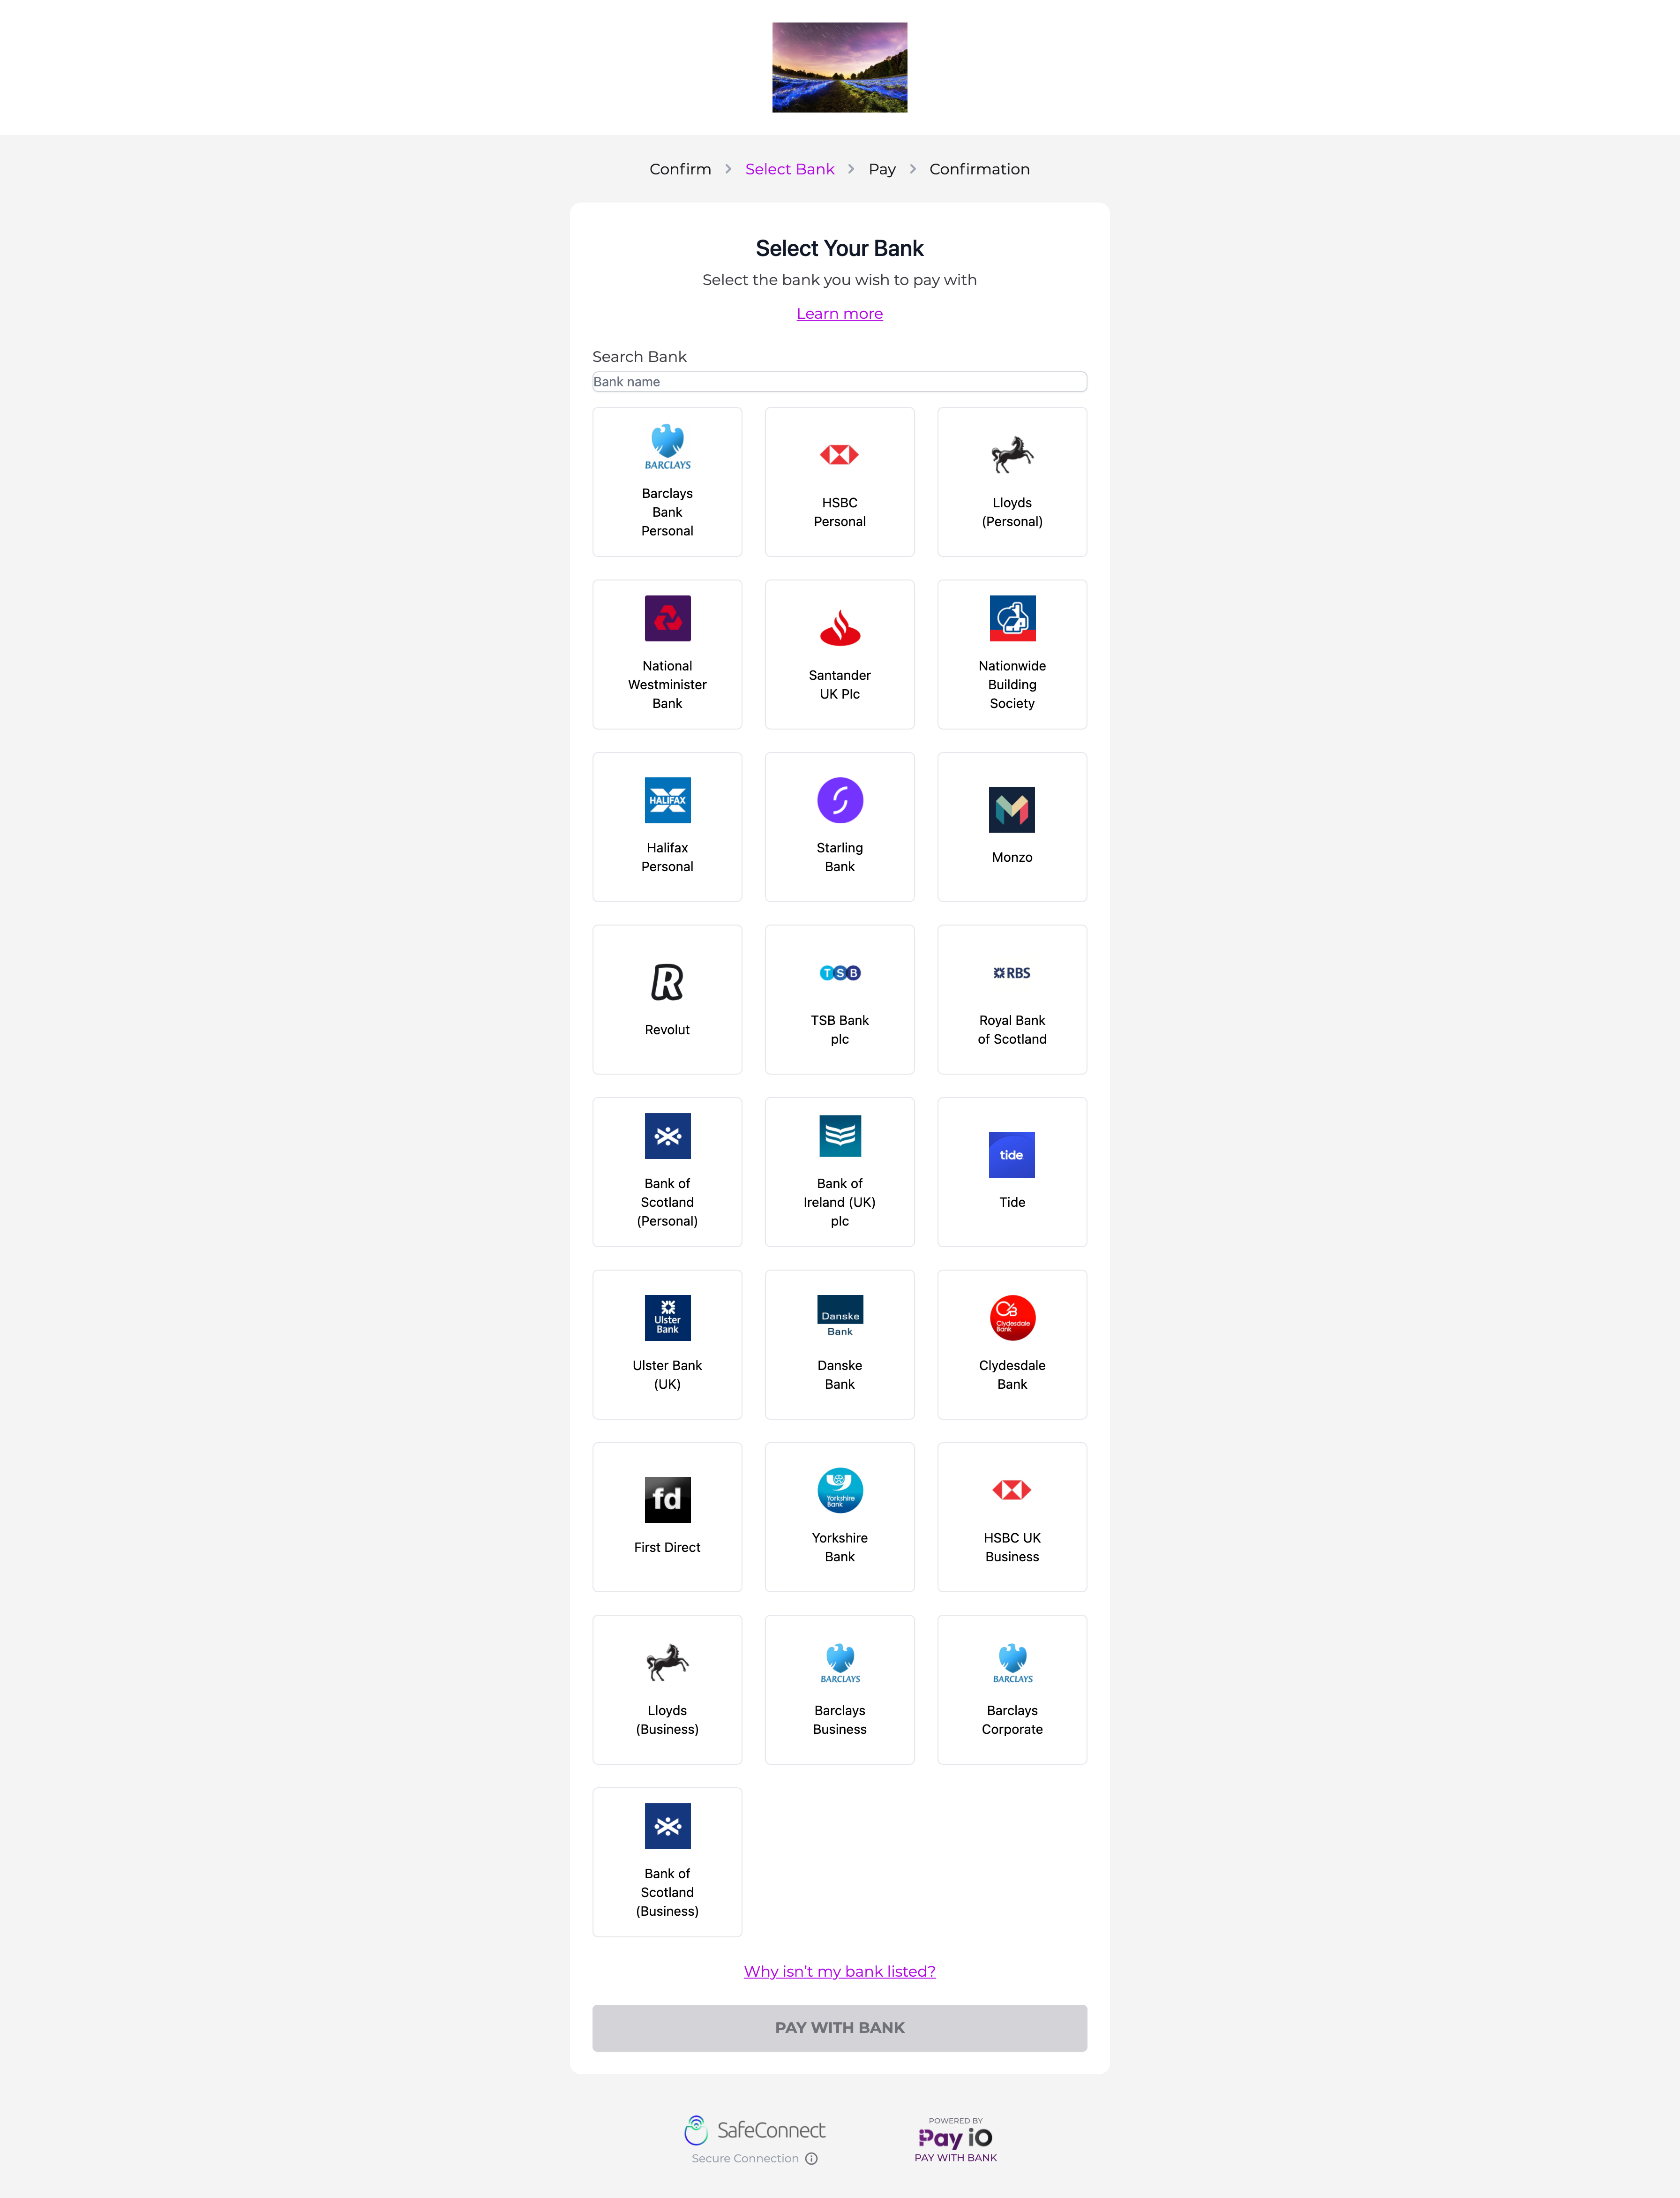 Confirm > Select Bank > Pay > Confirmation
Select Your Bank
Select the bank you wish to pay with
Learn more
Search Bank
Bank name
BARCLAYS
Barclays
Bank
Personal
HSBC
Personal
Lloyds
(Personal)
National
Westminister
Bank
Santander
UK Plc
Nationwide
Building
Society
HALIFAX
Halifax
Personal
Starling
Bank
Monzo
R
Revolut
TSB
TSB Bank
plc
RBS
Royal Bank
of Scotland
Bank of
Scotland
(Personal)
Bank of
Ireland (UK)
plc
tide
Tide
Ulster
Bank
Ulster Bank
(UK)
Danske
Bank
Danske
Bank
CB
Clydesdale
Bank
Clydesdale
Bank
fd
First Direct
Yorkshire
Bank
Yorkshire
Bank
HSBC UK
Business
Lloyds
(Business)
BARCLAYS
Barclays
Business
BARCLAYS
Barclays
Corporate
Bank of
Scotland
(Business)
Why isn't my bank listed?
PAY WITH BANK
SafeConnect
Secure Connection
POWERED BY
Pay iO
PAY WITH BANK